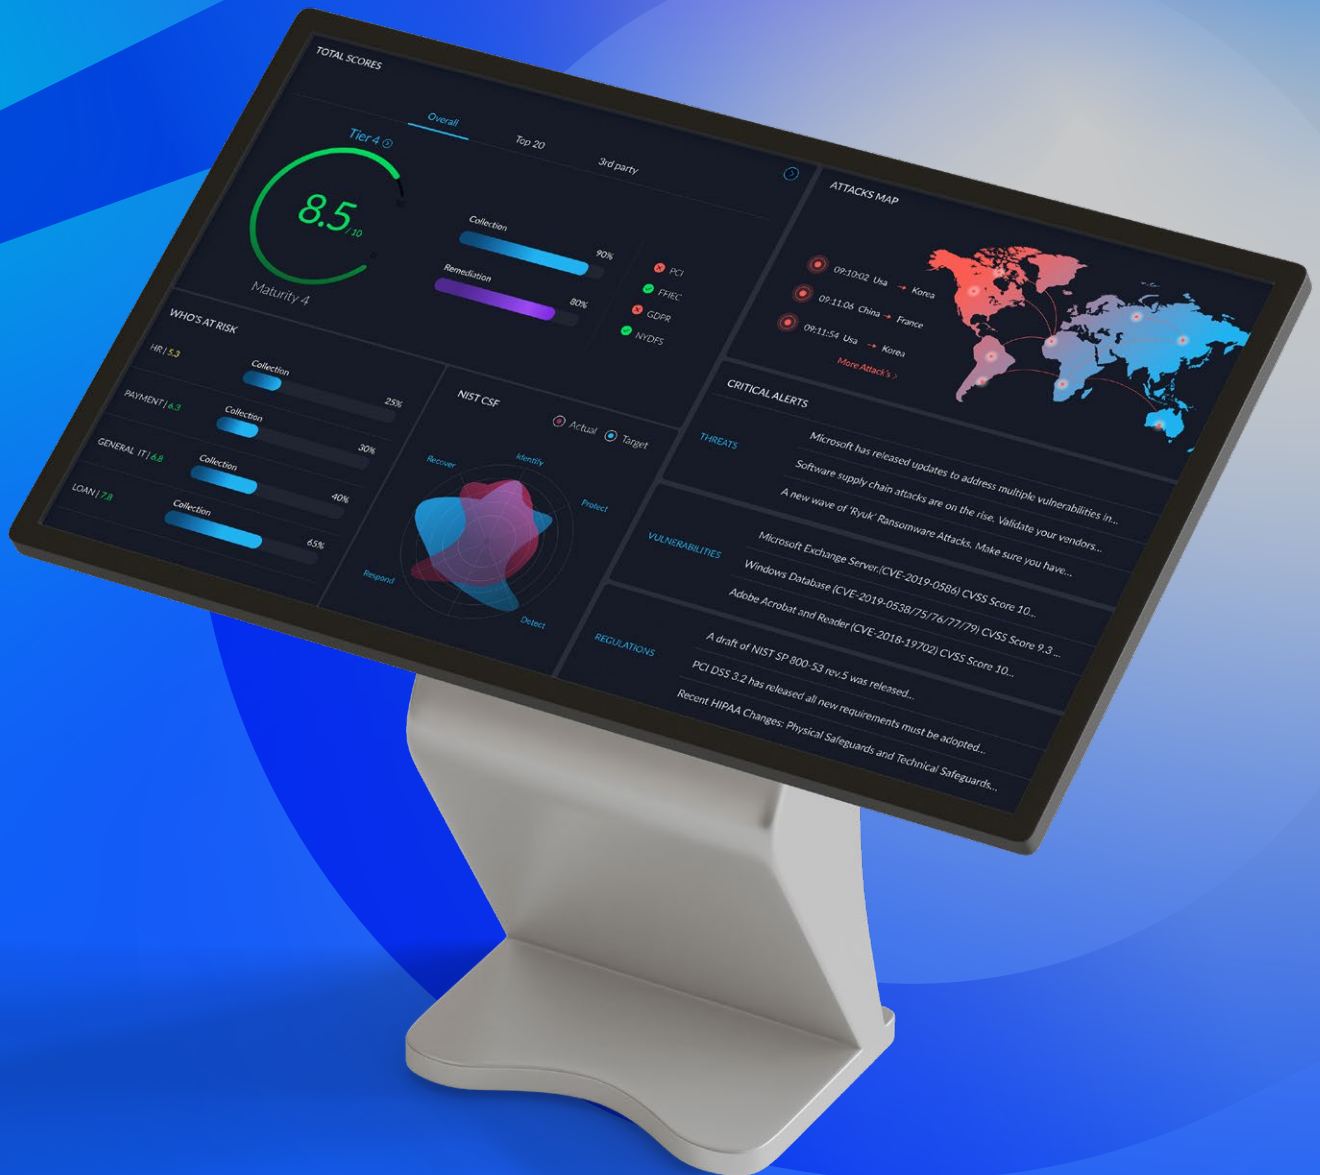 TOTAL SCORES
Overall
Top 20
3rd party
Tier 4
8.5/10
Maturity 4
Collection
90%
Remediation
80%
PCI
FFIEC
GDPR
NYDFS
ATTACKS MAP
09:10:02 Usa → Korea
09:11.06 China → France
09:11:54 Usa → Korea
More Attack's >
WHO'S AT RISK
HR | 5.3
Collection
25%
PAYMENT | 6.3
Collection
30%
GENERAL IT | 6.8
Collection
40%
LOAN | 7.8
Collection
65%
NIST CSF
Actual
Target
Identify
Protect
Detect
Respond
Recover
CRITICAL ALERTS
THREATS
Microsoft has released updates to address multiple vulnerabilities in...
Software supply chain attacks are on the rise. Validate your vendors...
A new wave of 'Ryuk' Ransomware Attacks. Make sure you have...
VULNERABILITIES
Microsoft Exchange Server.(CVE-2019-0586) CVSS Score 10...
Windows Database (CVE-2019-0538/75/76/77/79) CVSS Score 9.3 ...
Adobe Acrobat and Reader (CVE-2018-19702) CVSS Score 10...
REGULATIONS
A draft of NIST SP 800-53 rev.5 was released...
PCI DSS 3.2 has released all new requirements must be adopted...
Recent HIPAA Changes: Physical Safeguards and Technical Safeguards...